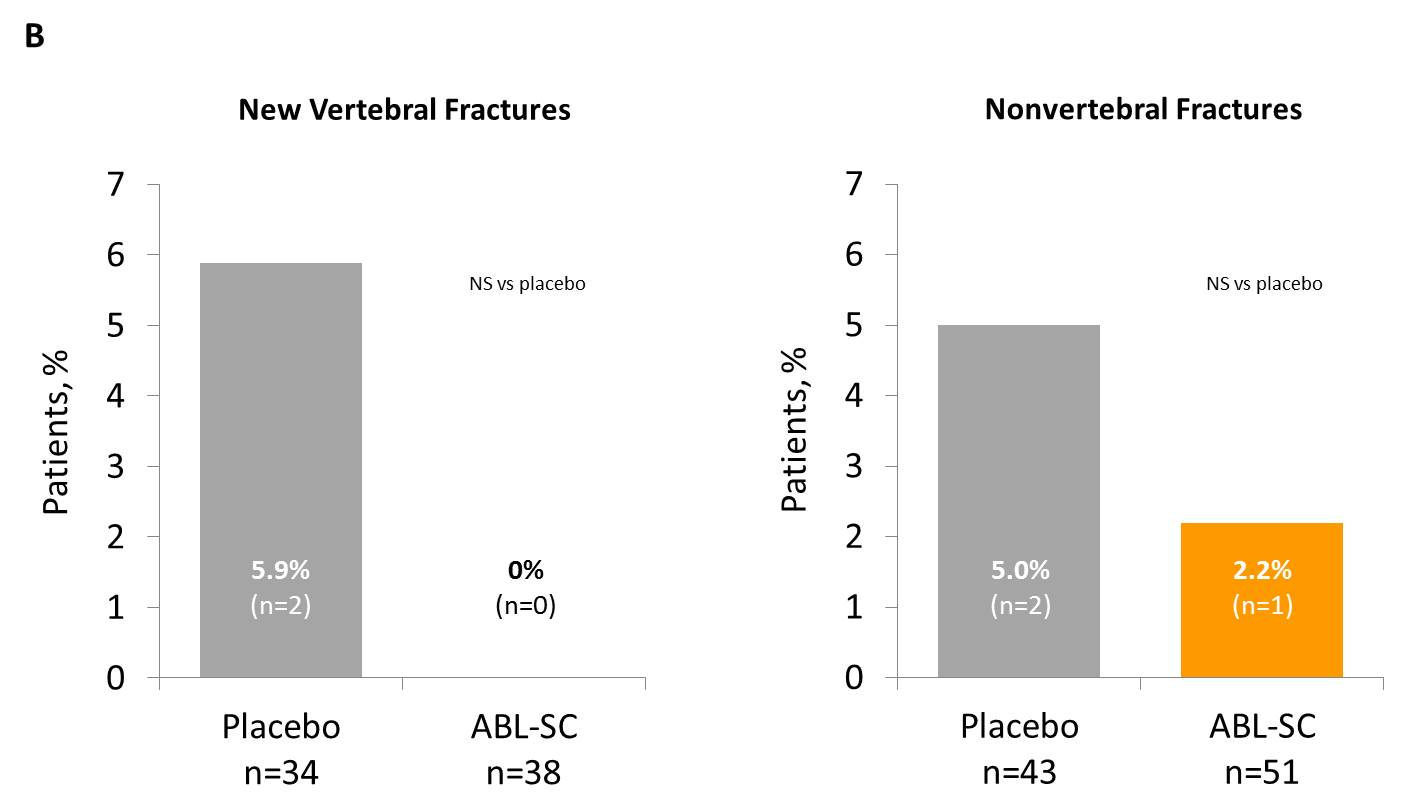 B
New Vertebral Fractures
Patients, %
7
6
5
4
3
2
1
0
NS vs placebo
5.9%
(n=2)
0%
(n=0)
Placebo
n=34
ABL-SC
n=38
Nonvertebral Fractures
Patients, %
7
6
5
4
3
2
1
0
NS vs placebo
5.0%
(n=2)
2.2%
(n=1)
Placebo
n=43
ABL-SC
n=51